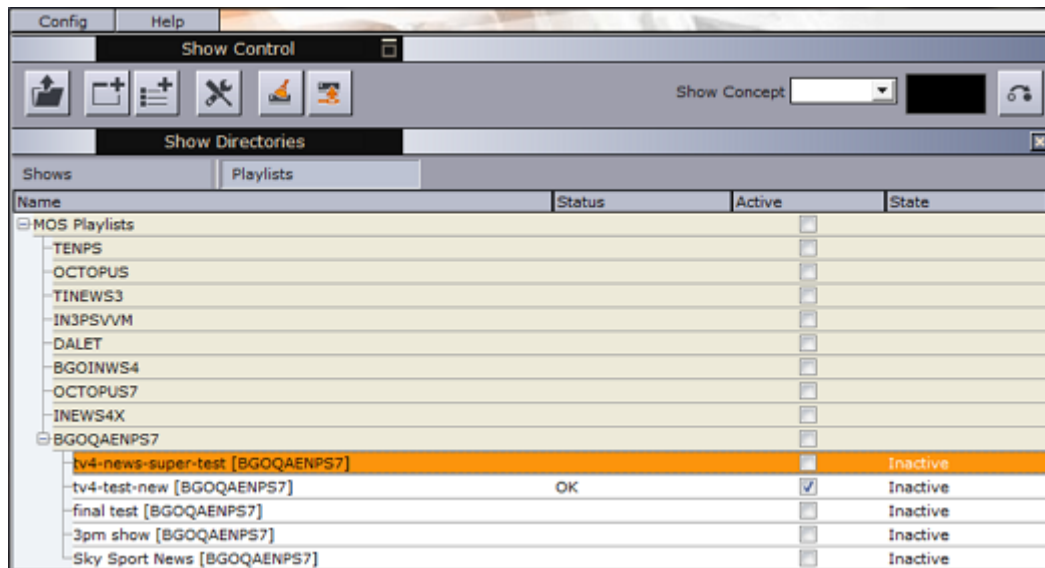 Config Help
Show Control
Show Concept
Show Directories
Shows Playlists
Name Status Active State
MOS Playlists
TENPS
OCTOPUS
TINEWS3
IN3PSVVM
DALET
BGOINWS4
OCTOPUS7
INEWS4X
BGOQAENPS7
tv4-news-super-test [BGOQAENPS7] Inactive
tv4-test-new [BGOQAENPS7] OK Inactive
final test [BGOQAENPS7] Inactive
3pm show [BGOQAENPS7] Inactive
Sky Sport News [BGOQAENPS7] Inactive